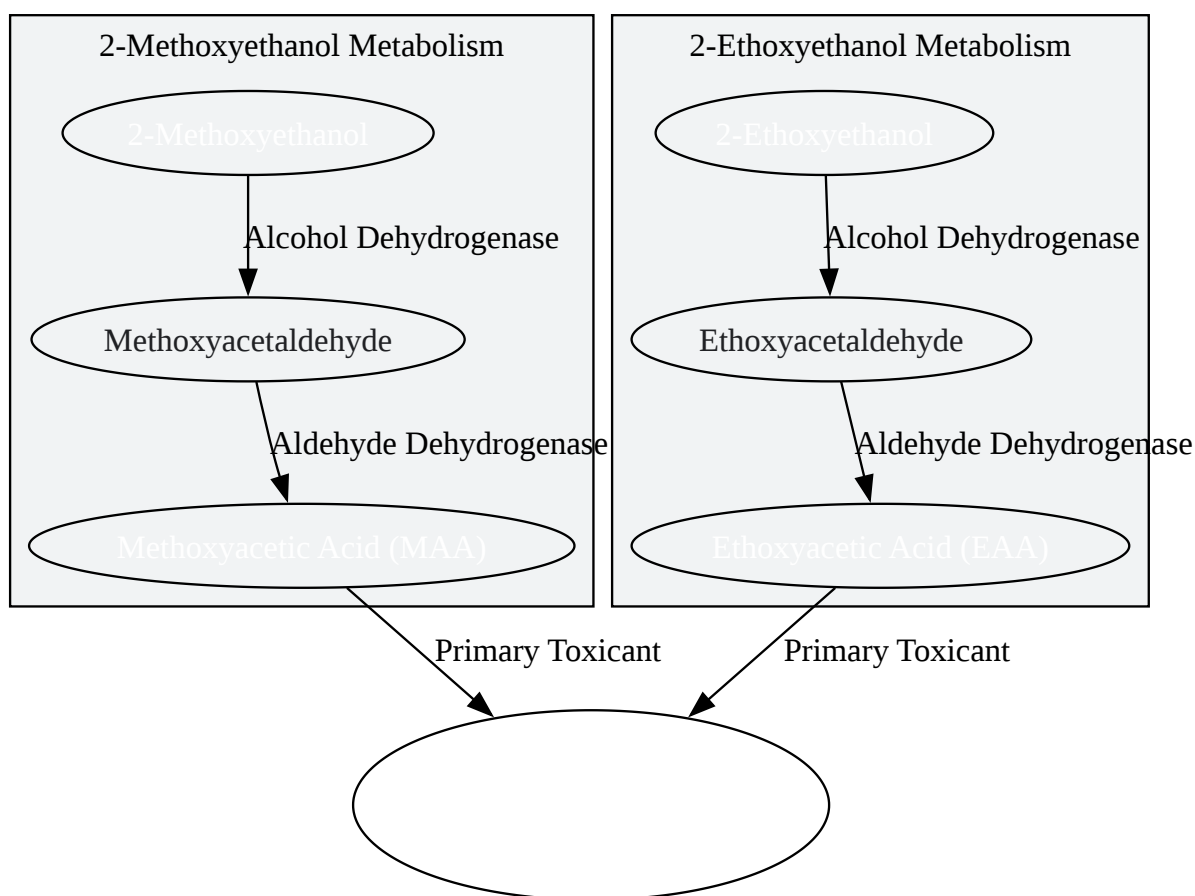 2-Methoxyethanol Metabolism
2-Ethoxyethanol Metabolism
2-Methoxyethanol
2-Ethoxyethanol
Alcohol Dehydrogenase
Alcohol Dehydrogenase
Methoxyacetaldehyde
Ethoxyacetaldehyde
Aldehyde Dehydrogenase
Aldehyde Dehydrogenase
Methoxyacetic Acid (MAA)
Ethoxyacetic Acid (EAA)
Primary Toxicant
Primary Toxicant